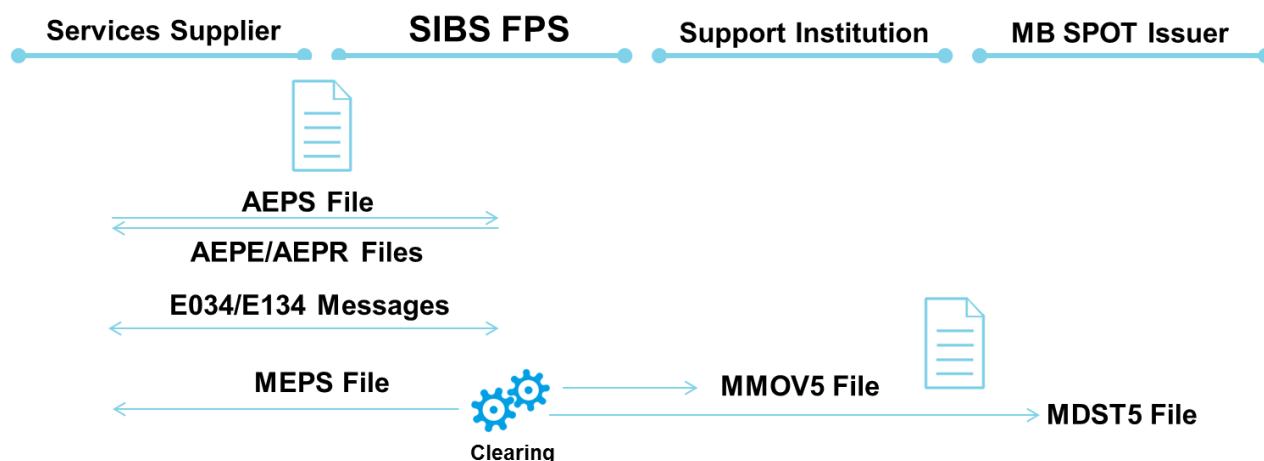 Services Supplier
SIBS FPS
Support Institution
MB SPOT Issuer
AEPS File
AEPE/AEPR Files
E034/E134 Messages
MEPS File
MMOV5 File
MDST5 File
Clearing